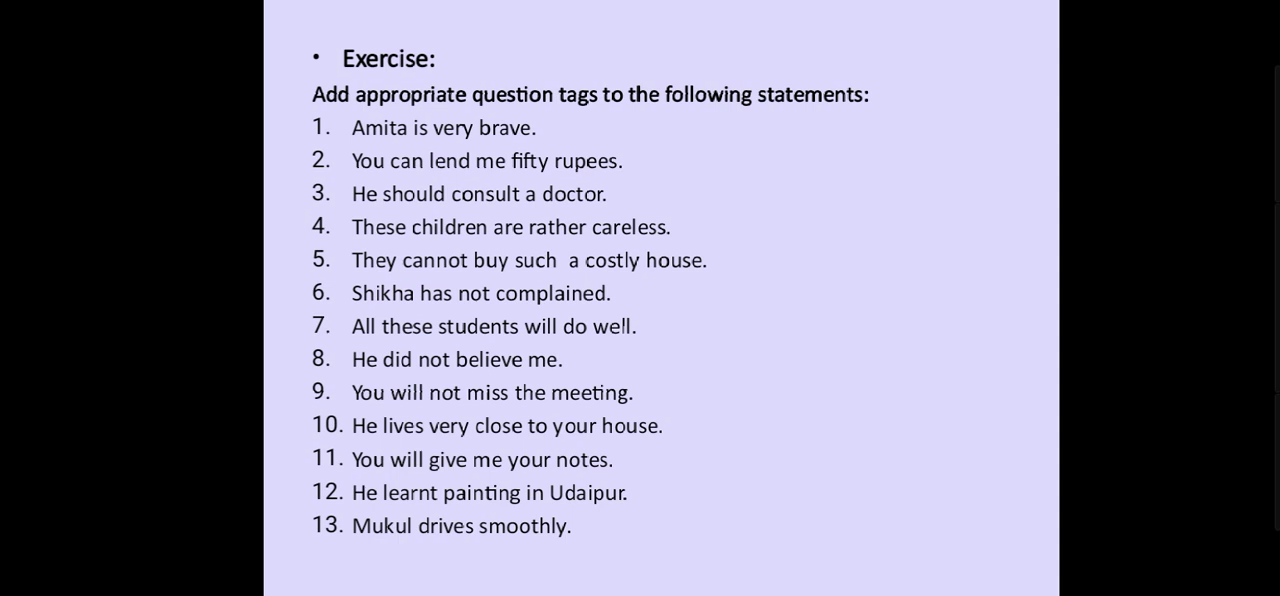 • Exercise:
Add appropriate question tags to the following statements:
1. Amita is very brave.
2. You can lend me fifty rupees.
3. He should consult a doctor.
4. These children are rather careless.
5. They cannot buy such  a costly house.
6. Shikha has not complained.
7. All these students will do well.
8. He did not believe me.
9. You will not miss the meeting.
10. He lives very close to your house.
11. You will give me your notes.
12. He learnt painting in Udaipur.
13. Mukul drives smoothly.